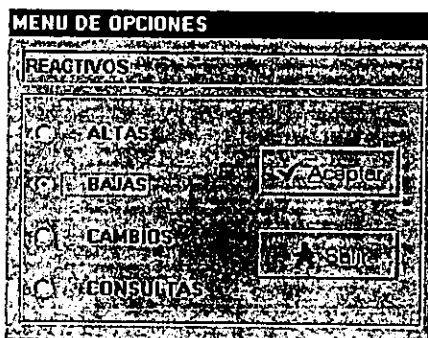 MENU DE OPCIONES
REACTIVOS
ALTAS
Aceptar
BAJAS
CAMBIOS
Salir
CONSULTAS